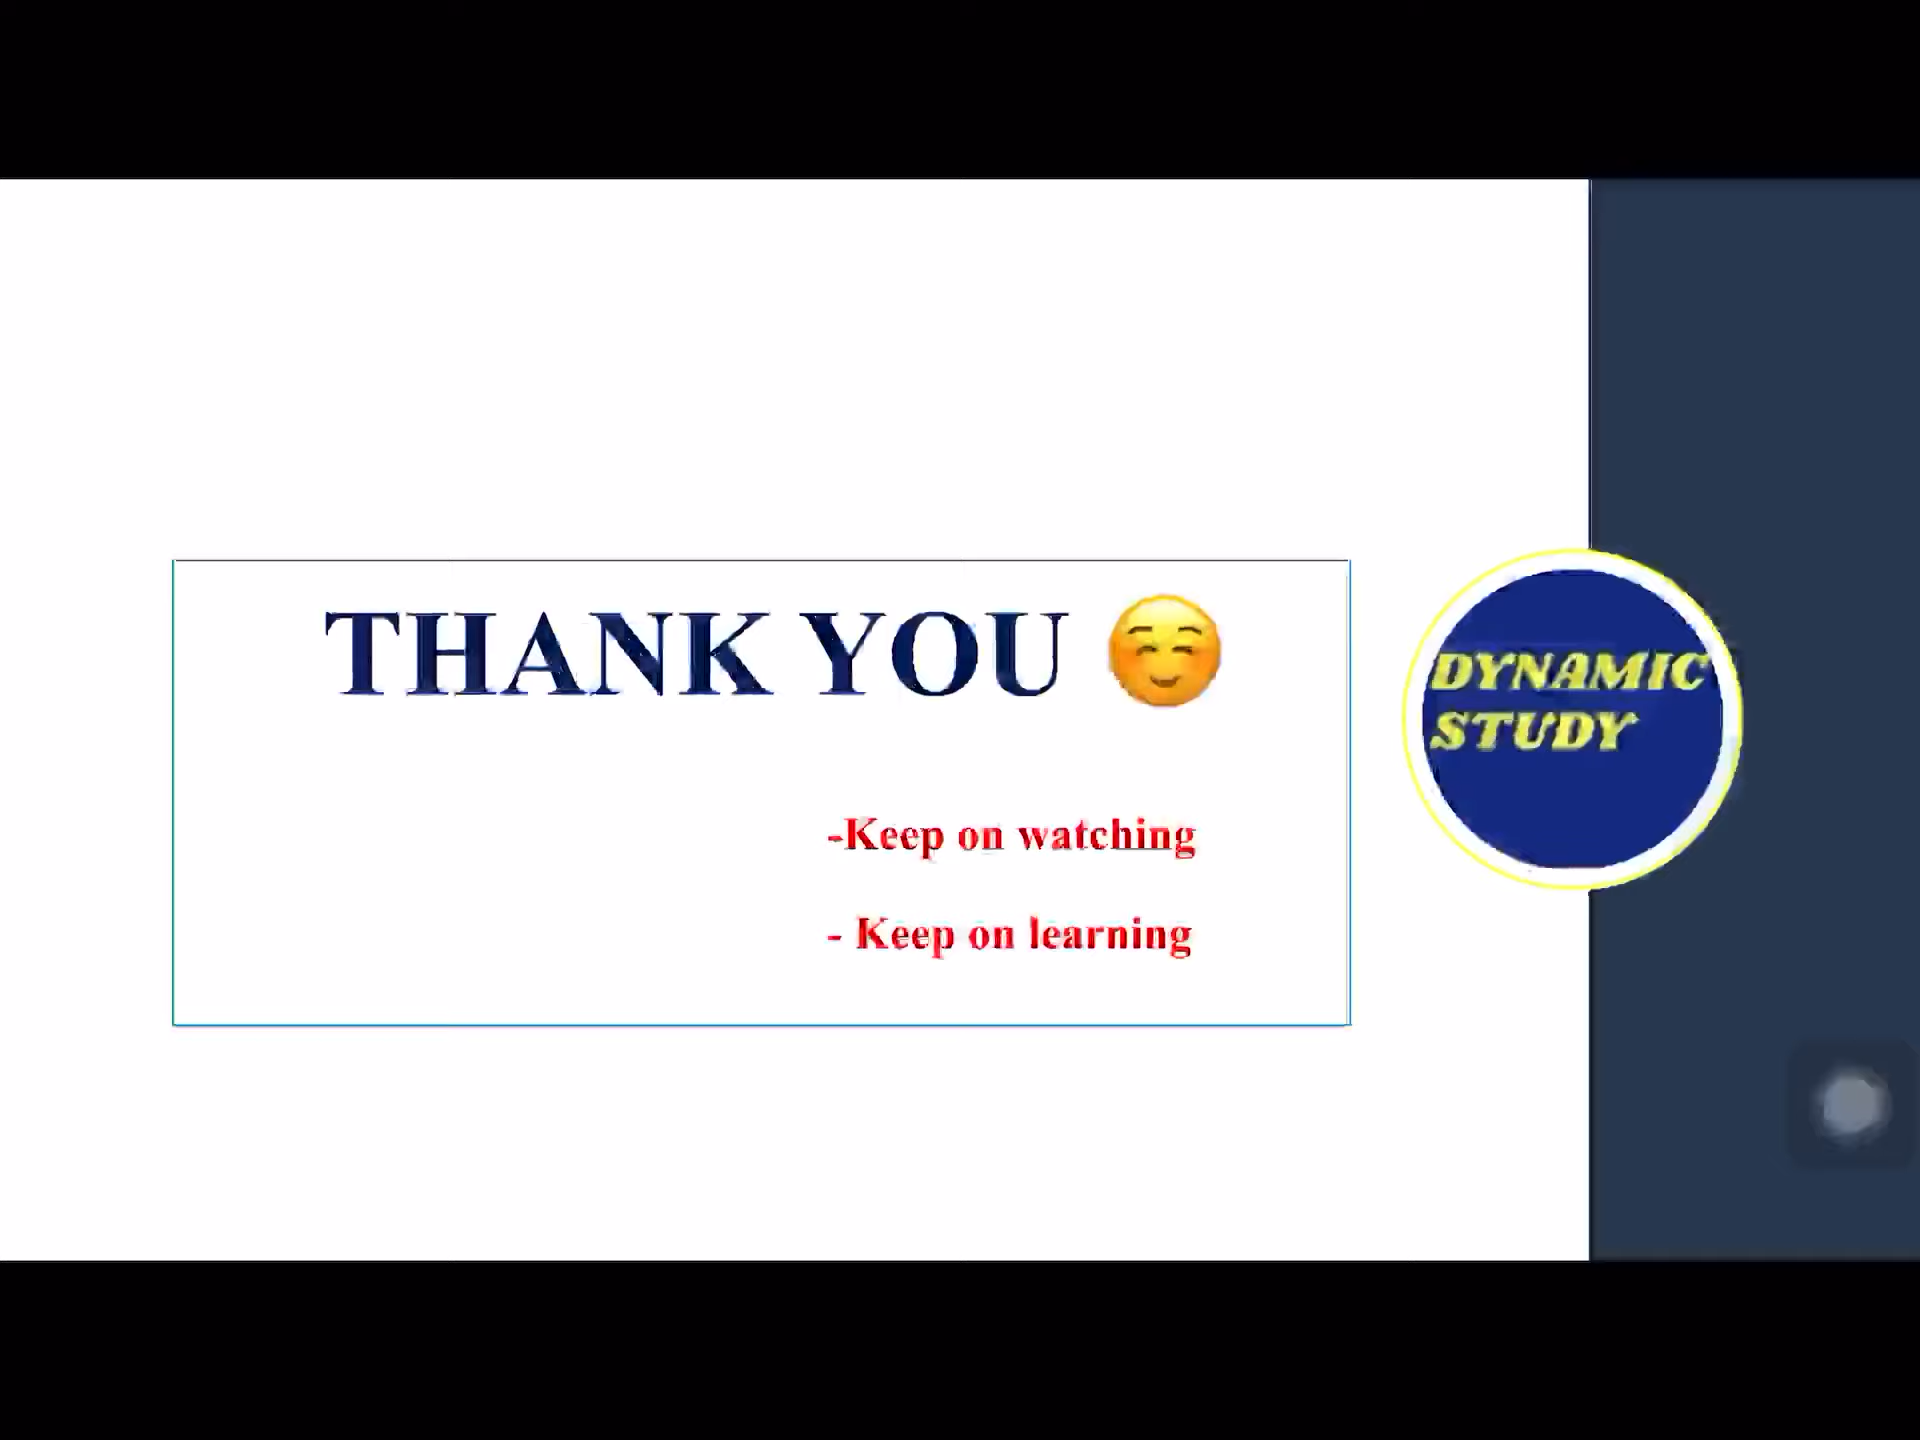 THANK YOU ☺️
-Keep on watching
- Keep on learning
DYNAMIC
STUDY